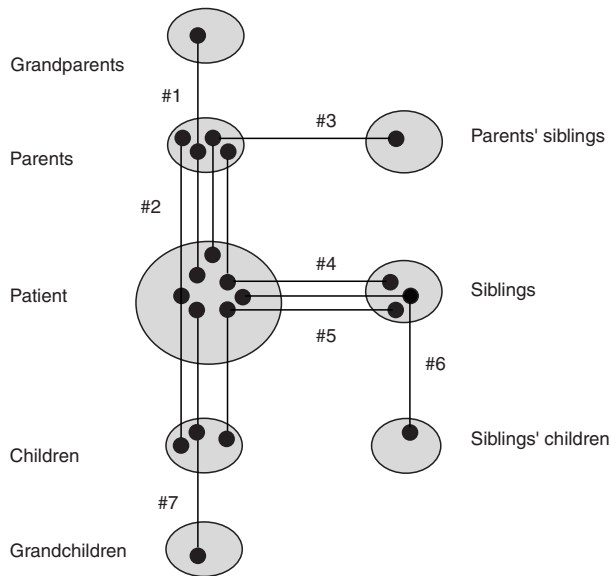 Grandparents
#1
#3
Parents' siblings
Parents
#2
#4
Patient
Siblings
#5
#6
Siblings' children
Children
#7
Grandchildren